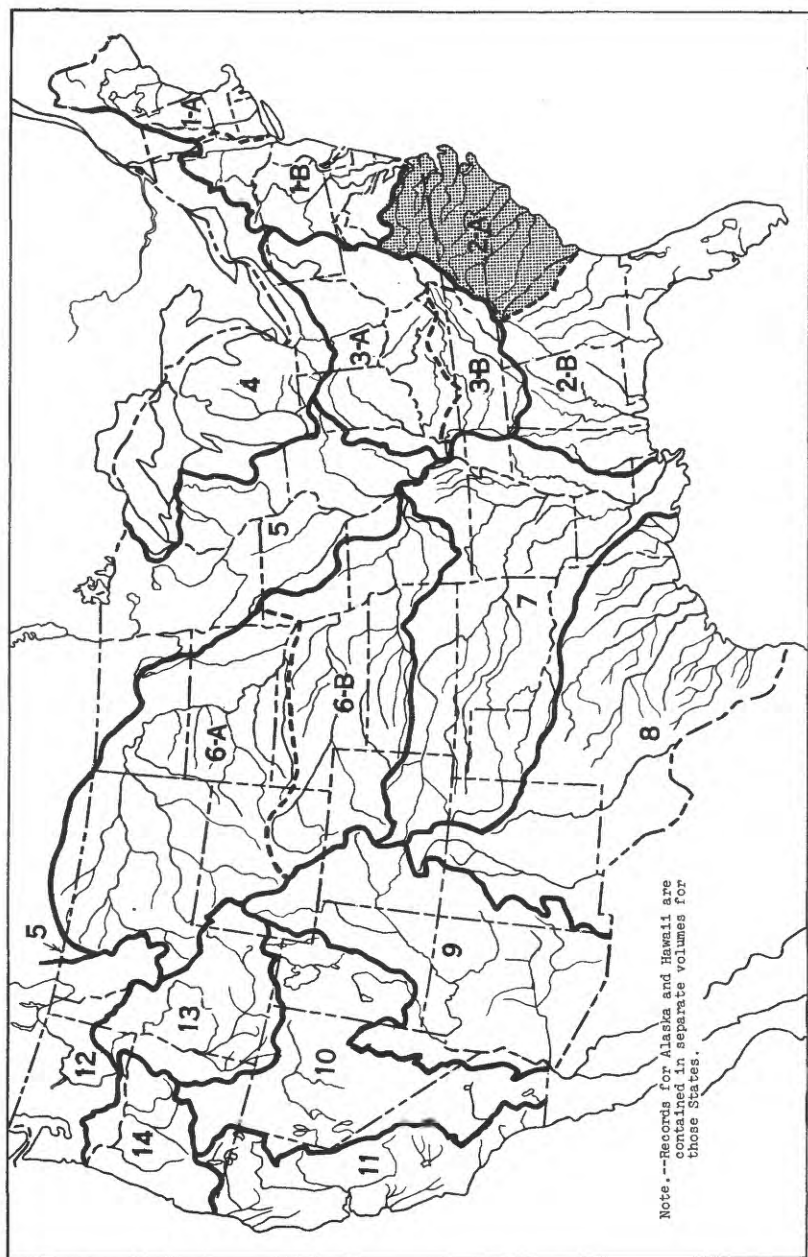 1-A
1-B
2-A
2-B
3-A
3-B
4
5
5
6-A
6-B
7
8
9
10
11
12
13
14
Note.--Records for Alaska and Hawaii are
contained in separate volumes for
those States.